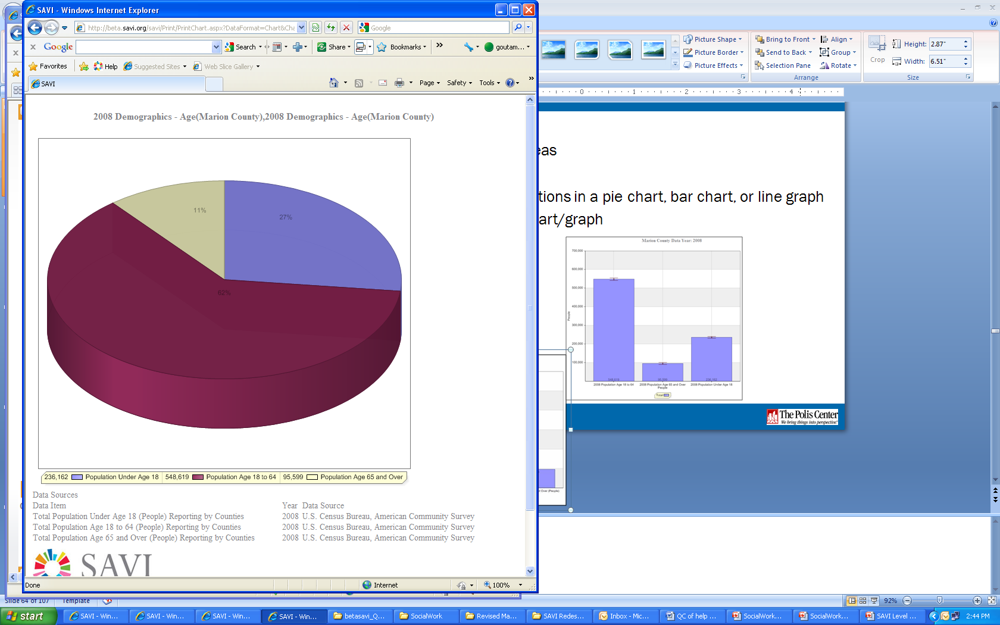 SAVI - Windows Internet Explorer
http://beta.savi.org/savi/Print/PrintChart.aspx?DataFormat=Chart&Cha
Google
Google
Search
Share
Bookmarks
goutam...
Favorites
Help
Suggested Sites
Web Slice Gallery
SAVI
Page
Safety
Tools
2008 Demographics - Age(Marion County),2008 Demographics - Age(Marion County)
11%
27%
62%
236,162 Population Under Age 18 548,619 Population Age 18 to 64 95,599 Population Age 65 and Over
Data Sources
Data Item Year Data Source
Total Population Under Age 18 (People) Reporting by Counties 2008 U.S. Census Bureau, American Community Survey
Total Population Age 18 to 64 (People) Reporting by Counties 2008 U.S. Census Bureau, American Community Survey
Total Population Age 65 and Over (People) Reporting by Counties 2008 U.S. Census Bureau, American Community Survey
SAVI
Done
Internet
100%
Picture Shape
Picture Border
Picture Effects
Bring to Front
Send to Back
Selection Pane
Align
Group
Rotate
Arrange
Crop
Height: 2.87"
Width: 6.51"
Size
0 1 2 3 4
eas
tions in a pie chart, bar chart, or line graph
art/graph
Marion County Data Year: 2008
700,000
600,000
500,000
400,000
300,000
200,000
100,000
People
548,619 95,599 236,162
2008 Population Age 18 to 64 2008 Population Age 65 and Over 2008 Population Under Age 18
People
Total
d Over (People)
The Polis Center
We bring things into perspective
Slide 64 of 107
Template
92%
start
SAVI - Win...
SAVI - Win...
SAVI - Win...
SAVI - Win...
betasavi_Q...
SocialWork
Revised Ma...
SAVI Redes...
Inbox - Mic...
QC of help ...
SocialWork...
SocialWork...
SAVI Level ...
2:44 PM